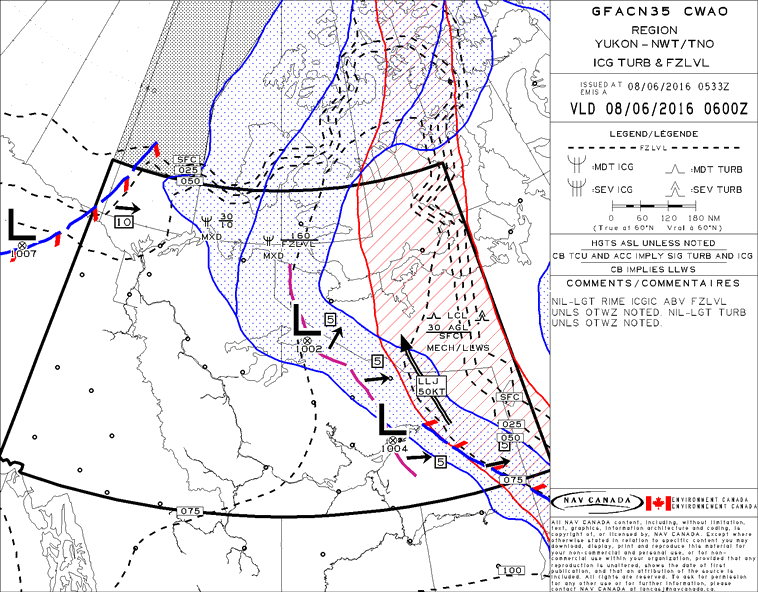 GFACN35 CWAO
REGION
YUKON - NWT/TNO
ICG TURB & FZLVL
ISSUED AT 08/06/2016 0533Z
EMIS A
VLD 08/06/2016 0600Z
LEGEND/LÉGENDE
FZLVL
:MDT ICG :MDT TURB
:SEV ICG :SEV TURB
0 60 120 180 NM
(True at 60°N Vrai à 60°N)
HGTS ASL UNLESS NOTED
CB TCU AND ACC IMPLY SIG TURB AND ICG
CB IMPLIES LLWS
COMMENTS/COMMENTAIRES
NIL-LGT RIME ICGIC ABV FZLVL
UNLS OTWZ NOTED. NIL-LGT TURB
UNLS OTWZ NOTED.
NAV CANADA
ENVIRONMENT CANADA
ENVIRONNEMENT CANADA
All NAV CANADA content, including, without limitation,
text, graphics, information architecture and coding, is
copyright of, or licensed by, NAV CANADA. Except where
otherwise stated in relation to specific content you may
download, display, print and reproduce this material for
your non-commercial and personal use, or for non-
commercial use within your organization, provided that any
reproduction is unaltered, shows the date of first
publication, and that an attribution of the source is
included. All rights are reserved. To ask for permission
for any other use or for further information, please
contact NAV CANADA at
SFC
025
050
10
L
1007
30
10
MXD
160
FZLVL
MXD
L
1002
5
5
LCL
30 AGL
SFC
MECH/LLWS
LLJ
50KT
L
1004
5
SFC
025
050
5
075
075
100